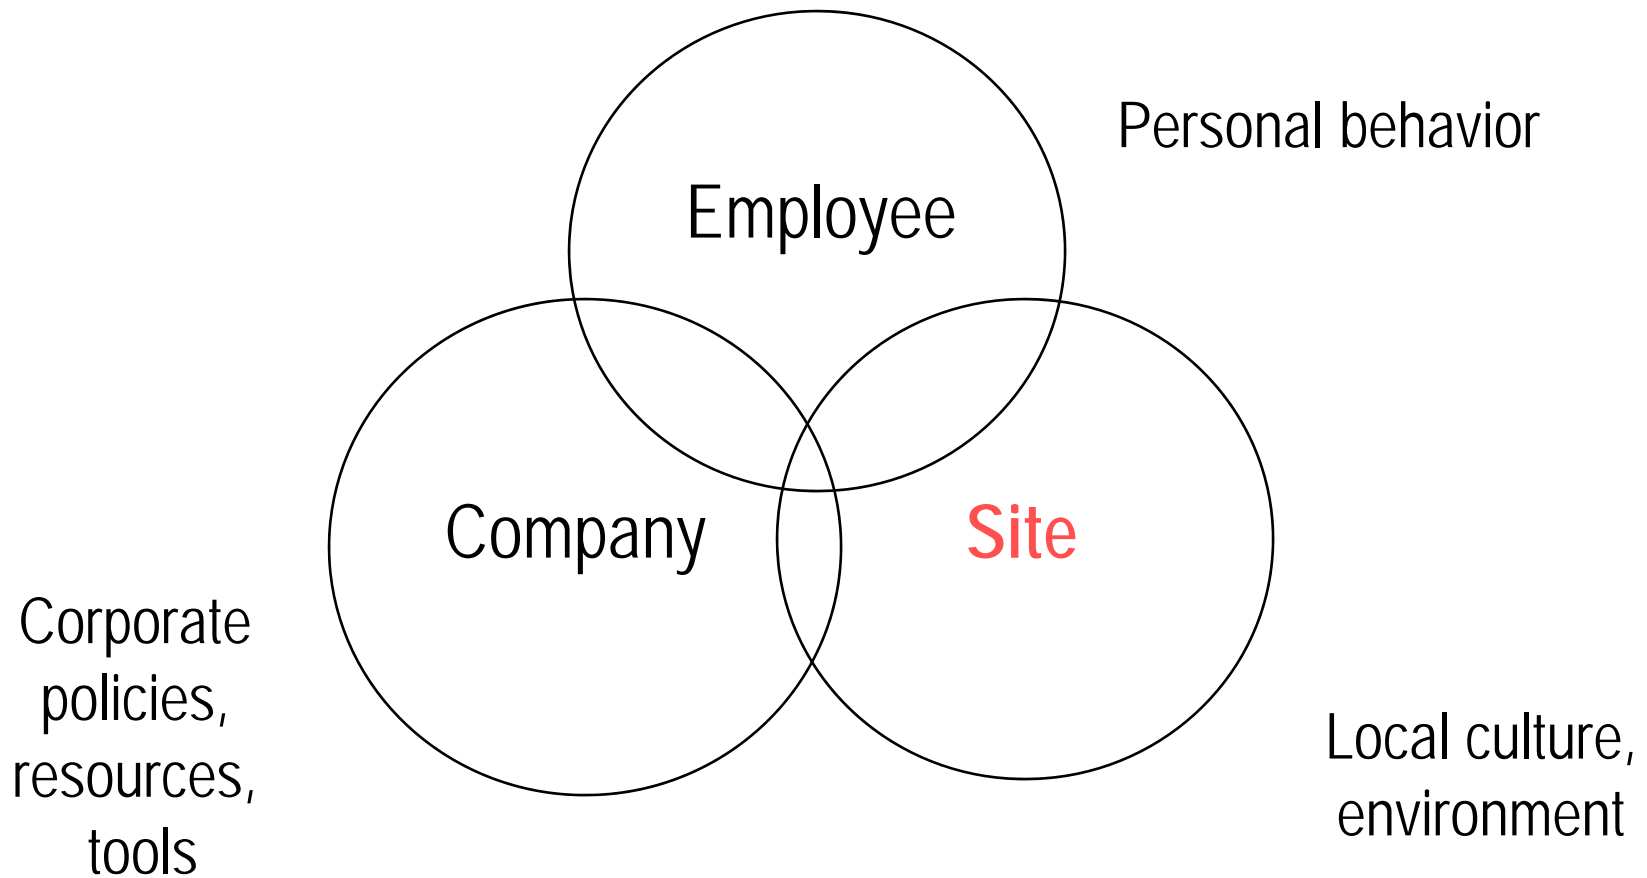 Personal behavior
Employee
Company
Site
Corporate
policies,
resources,
tools
Local culture,
environment